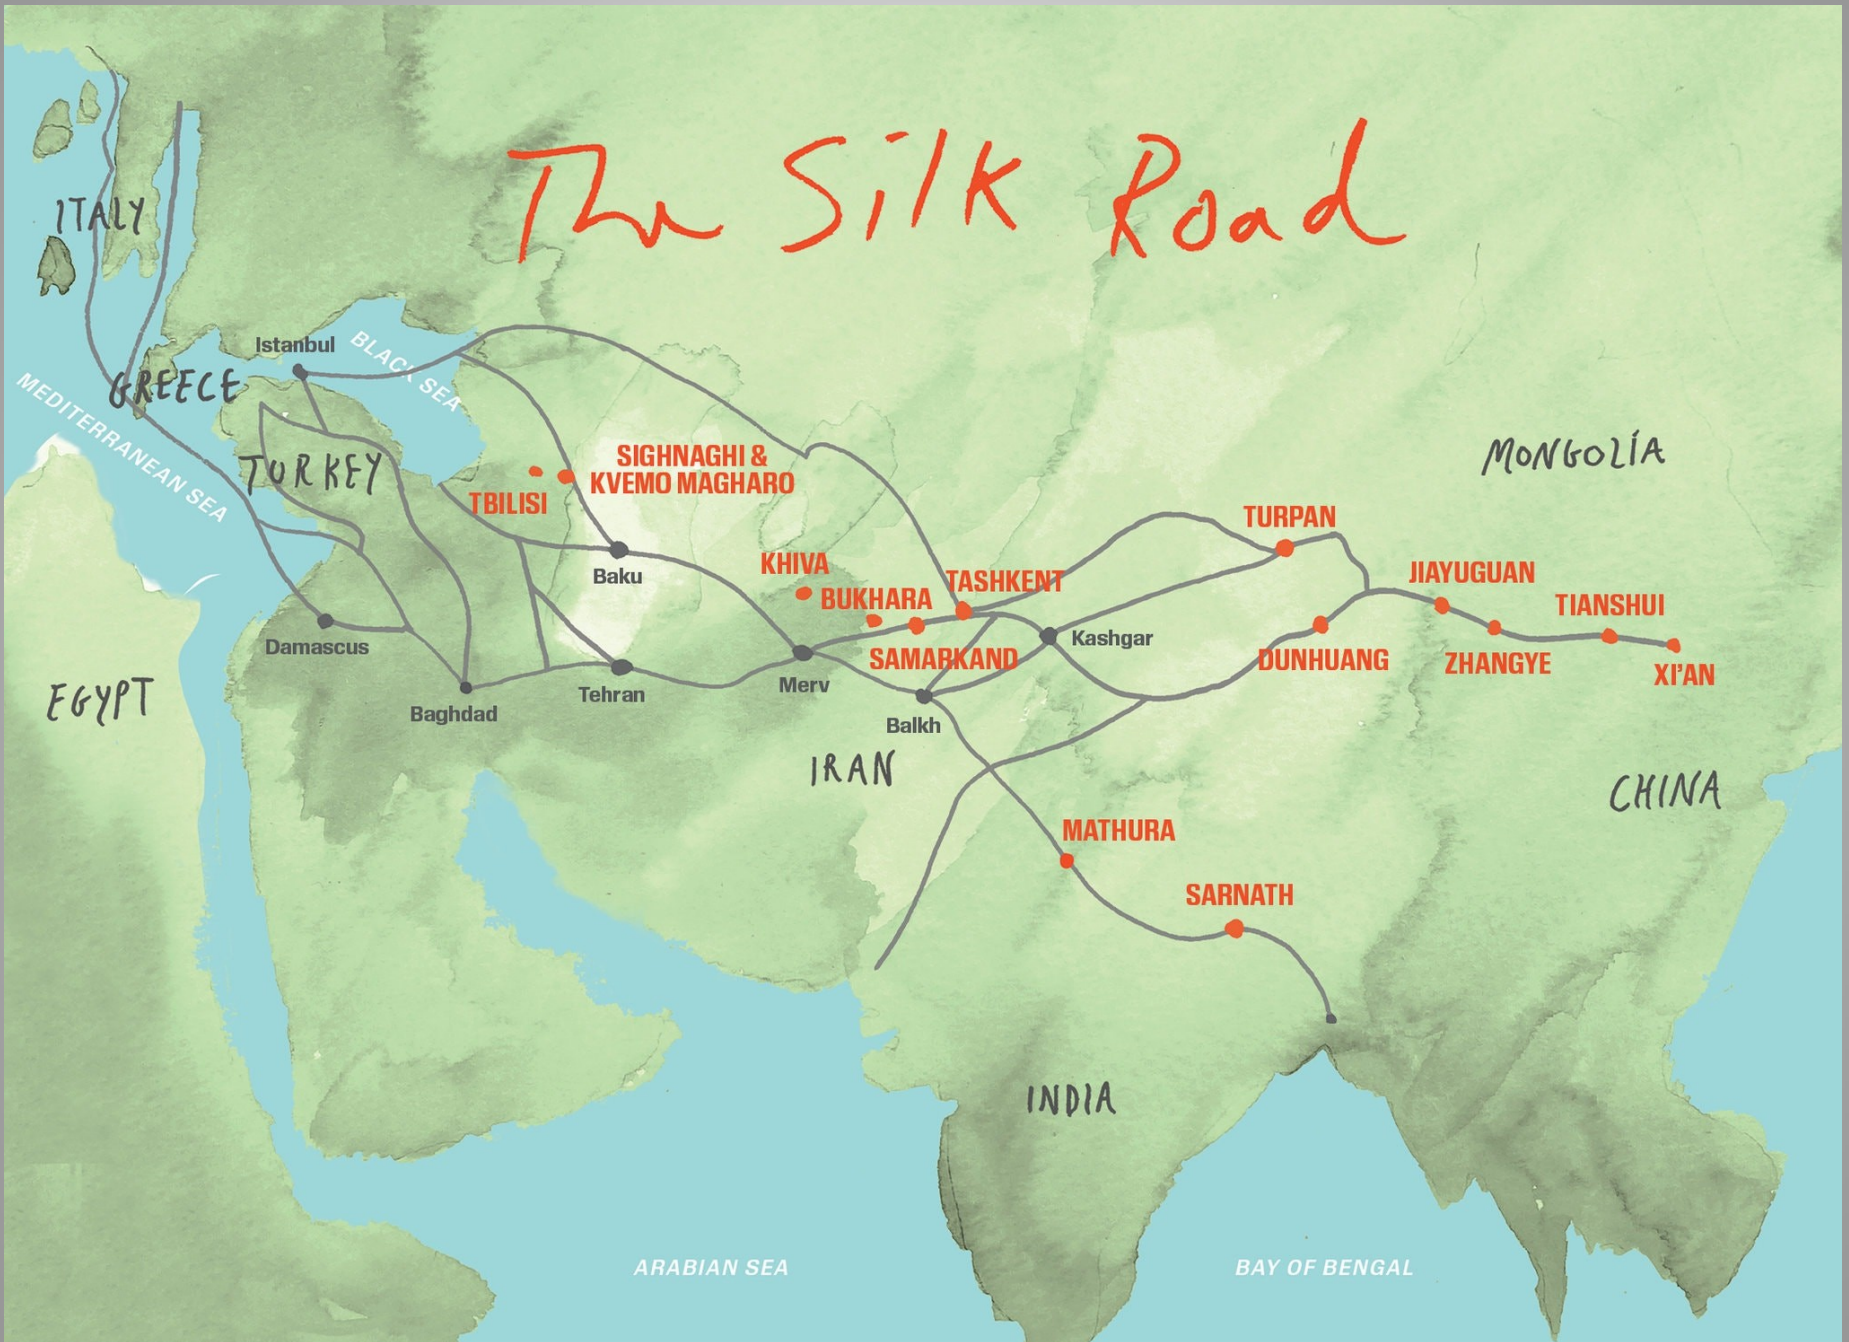 The Silk Road
ITALY
GREECE
Istanbul
BLACK SEA
MEDITERRANEAN SEA
TURKEY
SIGHNAGHI &
KVEMO MAGHARO
TBILISI
MONGOLÍA
TURPAN
Baku
KHIVA
BUKHARA
TASHKENT
JIAYUGUAN
TIANSHUI
Damascus
SAMARKAND
Kashgar
DUNHUANG
ZHANGYE
XI'AN
EGYPT
Baghdad
Tehran
Merv
Balkh
IRAN
CHINA
MATHURA
SARNATH
INDIA
ARABIAN SEA
BAY OF BENGAL